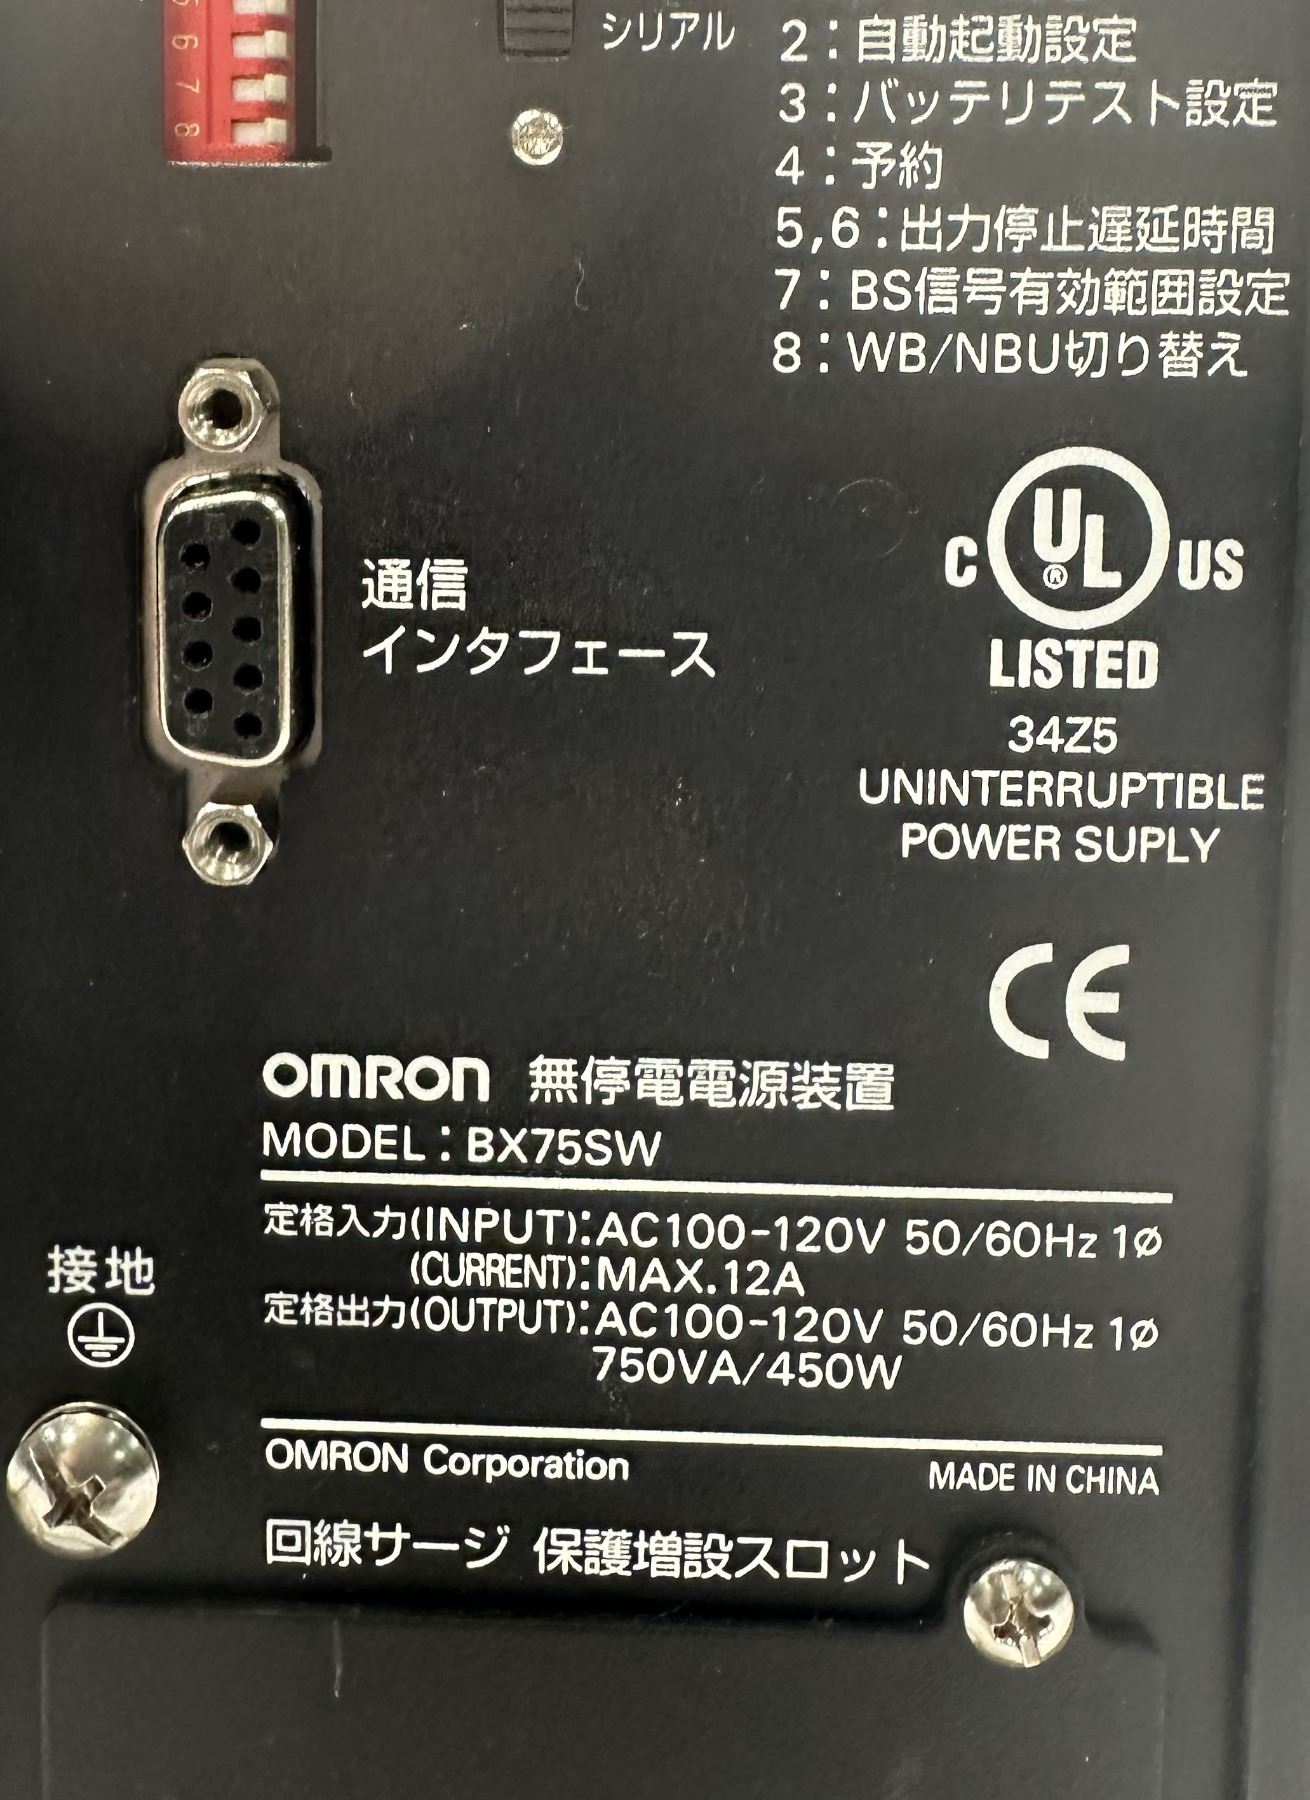 シリアル
2：自動起動設定
3：バッテリテスト設定
4：予約
5,6：出力停止遅延時間
7：BS信号有効範囲設定
8：WB/NBU切り替え
6
7
8
通信
インタフェース
C UL® US
LISTED
34Z5
UNINTERRUPTIBLE
POWER SUPLY
CE
OMRON 無停電電源装置
MODEL：BX75SW
定格入力(INPUT)：AC100-120V 50/60Hz 1ø
(CURRENT)：MAX.12A
定格出力(OUTPUT)：AC100-120V 50/60Hz 1ø
750VA/450W
接地
OMRON Corporation
MADE IN CHINA
回線サージ 保護増設スロット